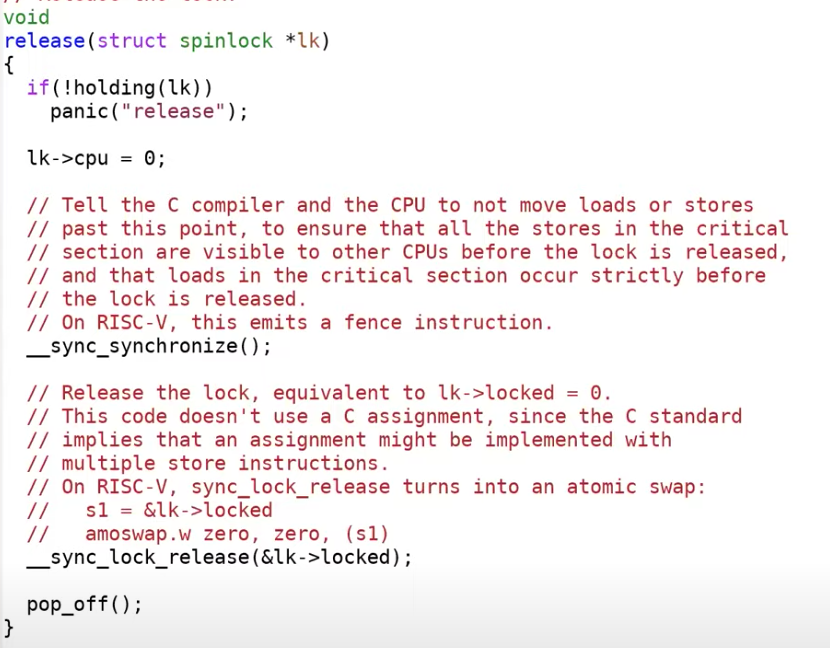 void
release(struct spinlock *lk)
{
  if(!holding(lk))
    panic("release");

  lk->cpu = 0;

  // Tell the C compiler and the CPU to not move loads or stores
  // past this point, to ensure that all the stores in the critical
  // section are visible to other CPUs before the lock is released,
  // and that loads in the critical section occur strictly before
  // the lock is released.
  // On RISC-V, this emits a fence instruction.
  __sync_synchronize();

  // Release the lock, equivalent to lk->locked = 0.
  // This code doesn't use a C assignment, since the C standard
  // implies that an assignment might be implemented with
  // multiple store instructions.
  // On RISC-V, sync_lock_release turns into an atomic swap:
  //   s1 = &lk->locked
  //   amoswap.w zero, zero, (s1)
  __sync_lock_release(&lk->locked);

  pop_off();
}